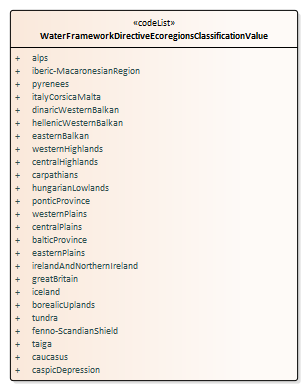 «codeList»
WaterFrameworkDirectiveEcoregionsClassificationValue
+ alps
+ iberic-MacaronesianRegion
+ pyrenees
+ italyCorsicaMalta
+ dinaricWesternBalkan
+ hellenicWesternBalkan
+ easternBalkan
+ westernHighlands
+ centralHighlands
+ carpathians
+ hungarianLowlands
+ ponticProvince
+ westernPlains
+ centralPlains
+ balticProvince
+ easternPlains
+ irelandAndNorthernIreland
+ greatBritain
+ iceland
+ borealicUplands
+ tundra
+ fenno-ScandianShield
+ taiga
+ caucasus
+ caspicDepression